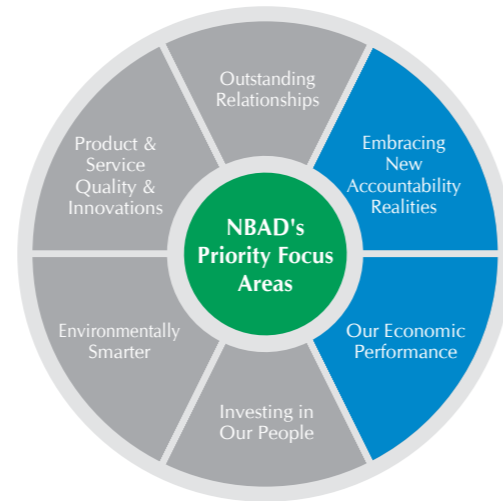 Outstanding
Relationships
Embracing
New
Accountability
Realities
Our Economic
Performance
Investing in
Our People
Environmentally
Smarter
Product &
Service
Quality &
Innovations
NBAD's
Priority Focus
Areas